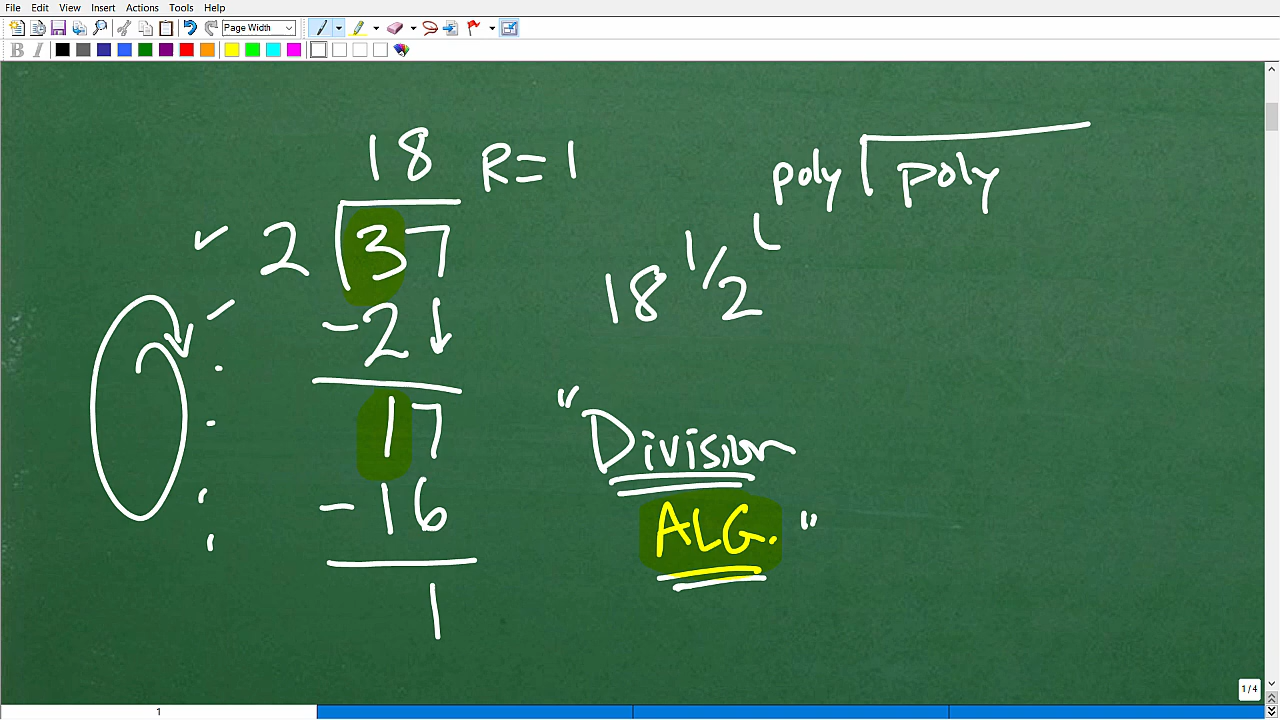 File Edit View Insert Actions Tools Help
Page Width
B I
18 R = 1
2 37
- 2
17
- 16
1
poly poly
18 1/2
"Division
ALG."
1/4
1